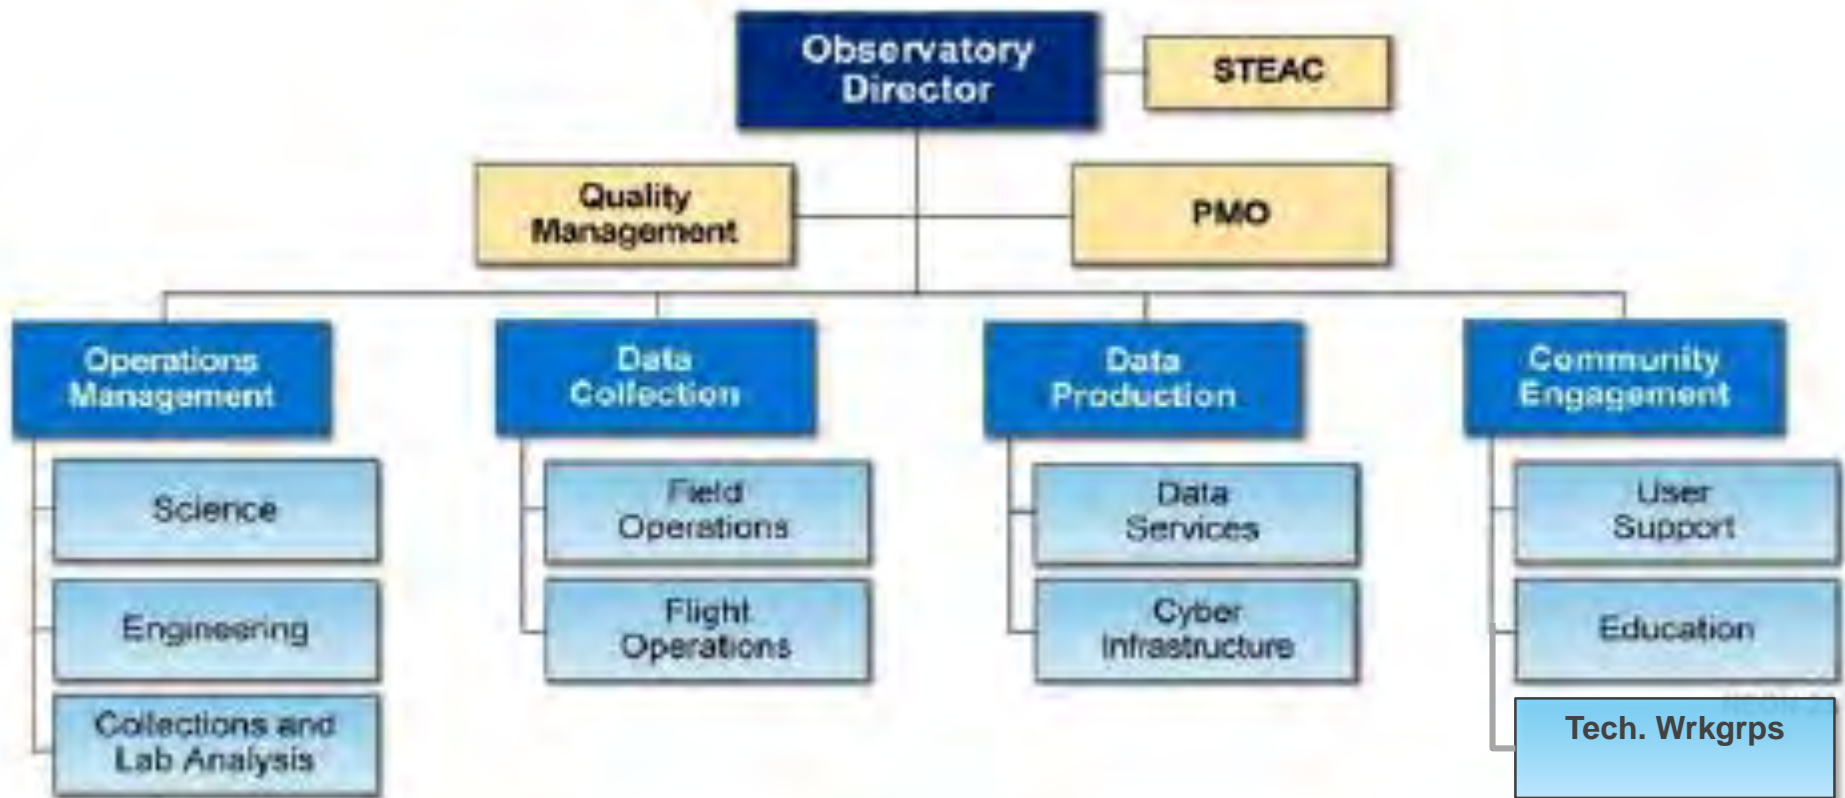 Observatory
Director
STEAC
Quality
Management
PMO
Operations
Management
Data
Collection
Data
Production
Community
Engagement
Science
Field
Operations
Data
Services
User
Support
Engineering
Flight
Operations
Cyber
Infrastructure
Education
Collections and
Lab Analysis
Tech. Wrkgrps